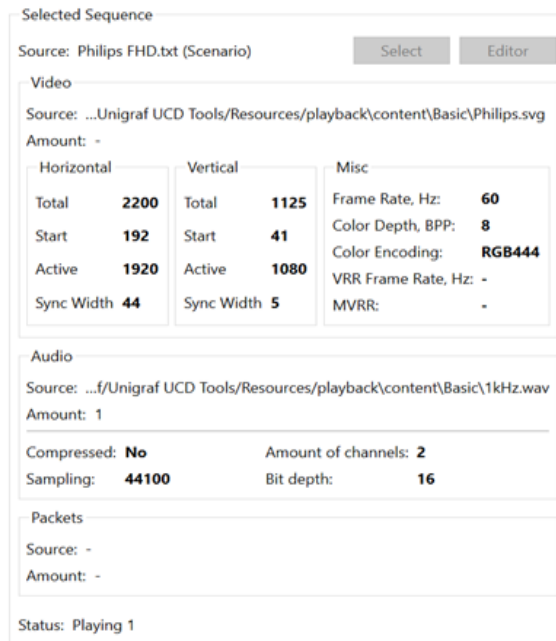 Selected Sequence
Source: Philips FHD.txt (Scenario) Select Editor
Video
Source: ...Unigraf UCD Tools/Resources/playback\content\Basic\Philips.svg
Amount: -
Horizontal Vertical Misc
Total 2200 Total 1125 Frame Rate, Hz: 60
Start 192 Start 41 Color Depth, BPP: 8
Color Encoding: RGB444
Active 1920 Active 1080 VRR Frame Rate, Hz: -
Sync Width 44 Sync Width 5 MVRR: -
Audio
Source: ...f/Unigraf UCD Tools/Resources/playback\content\Basic\1kHz.wav
Amount: 1
Compressed: No Amount of channels: 2
Sampling: 44100 Bit depth: 16
Packets
Source: -
Amount: -
Status: Playing 1